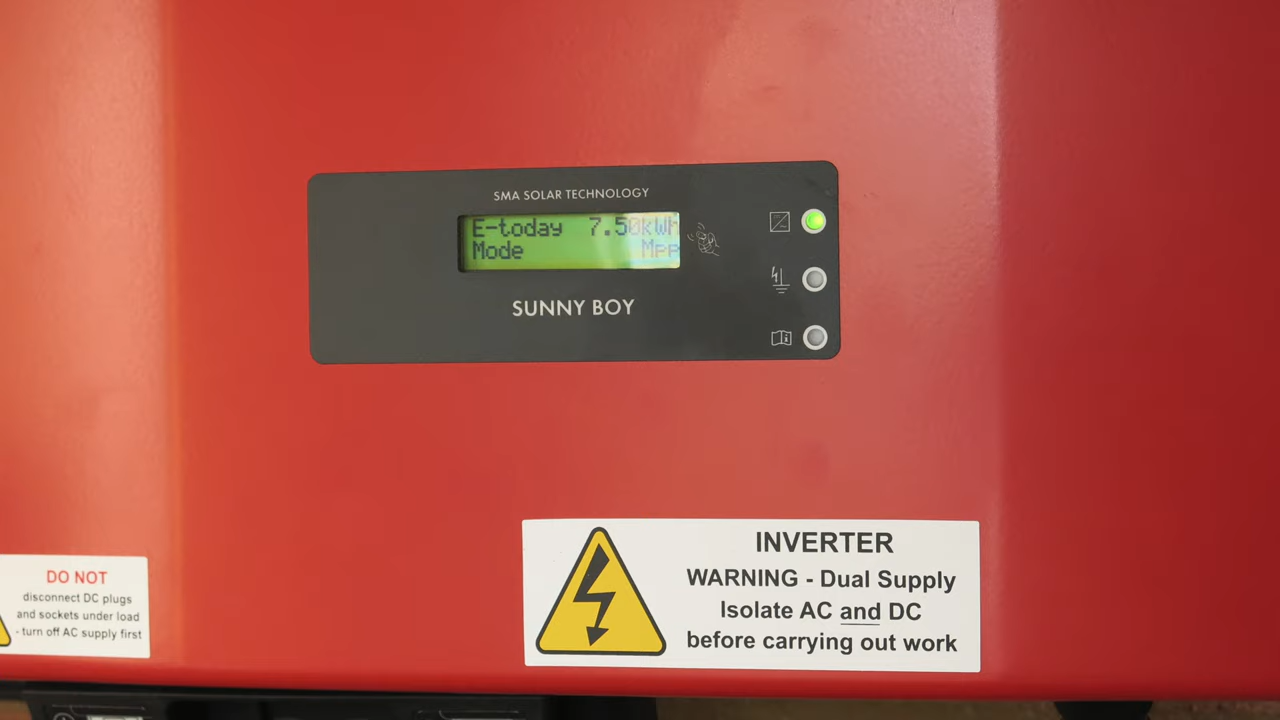 SMA SOLAR TECHNOLOGY
E-today 7.50kWh
Mode Mpp
SUNNY BOY
INVERTER
WARNING - Dual Supply
Isolate AC and DC
before carrying out work
DO NOT
disconnect DC plugs
and sockets under load
- turn off AC supply first